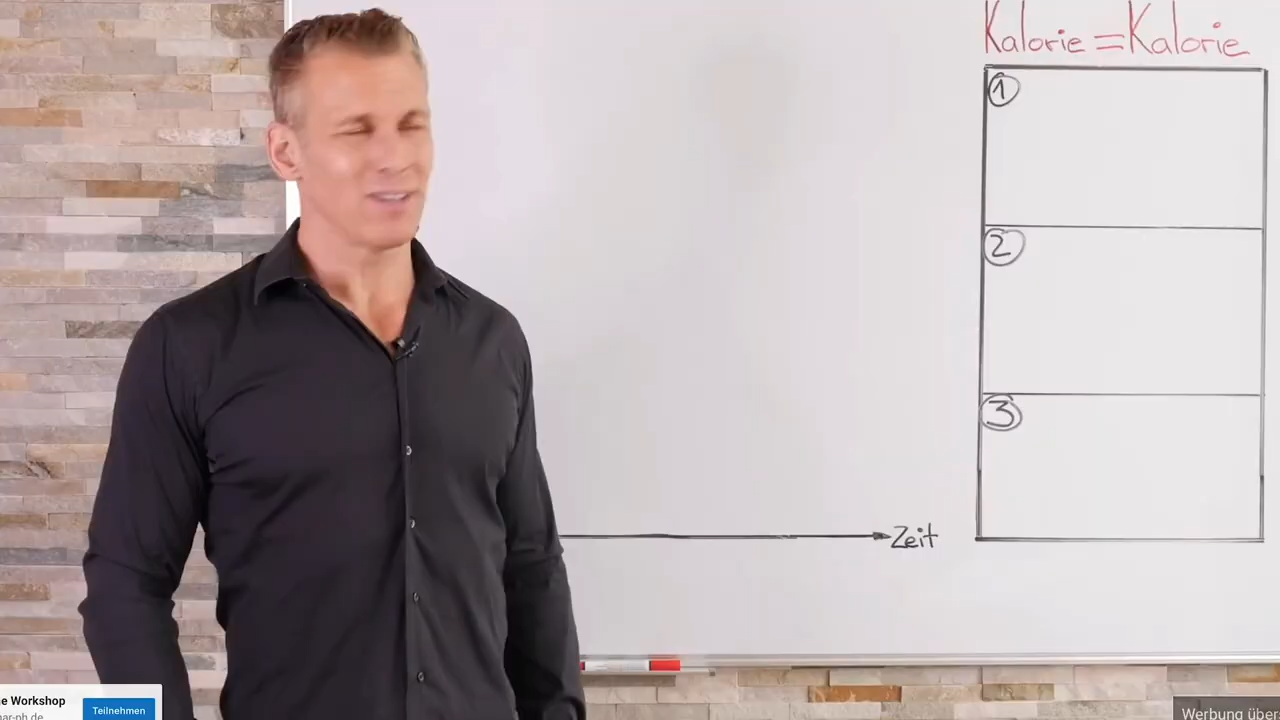 Kalorie = Kalorie
1
2
3
Zeit
Workshop
Teilnehmen
Werbung über